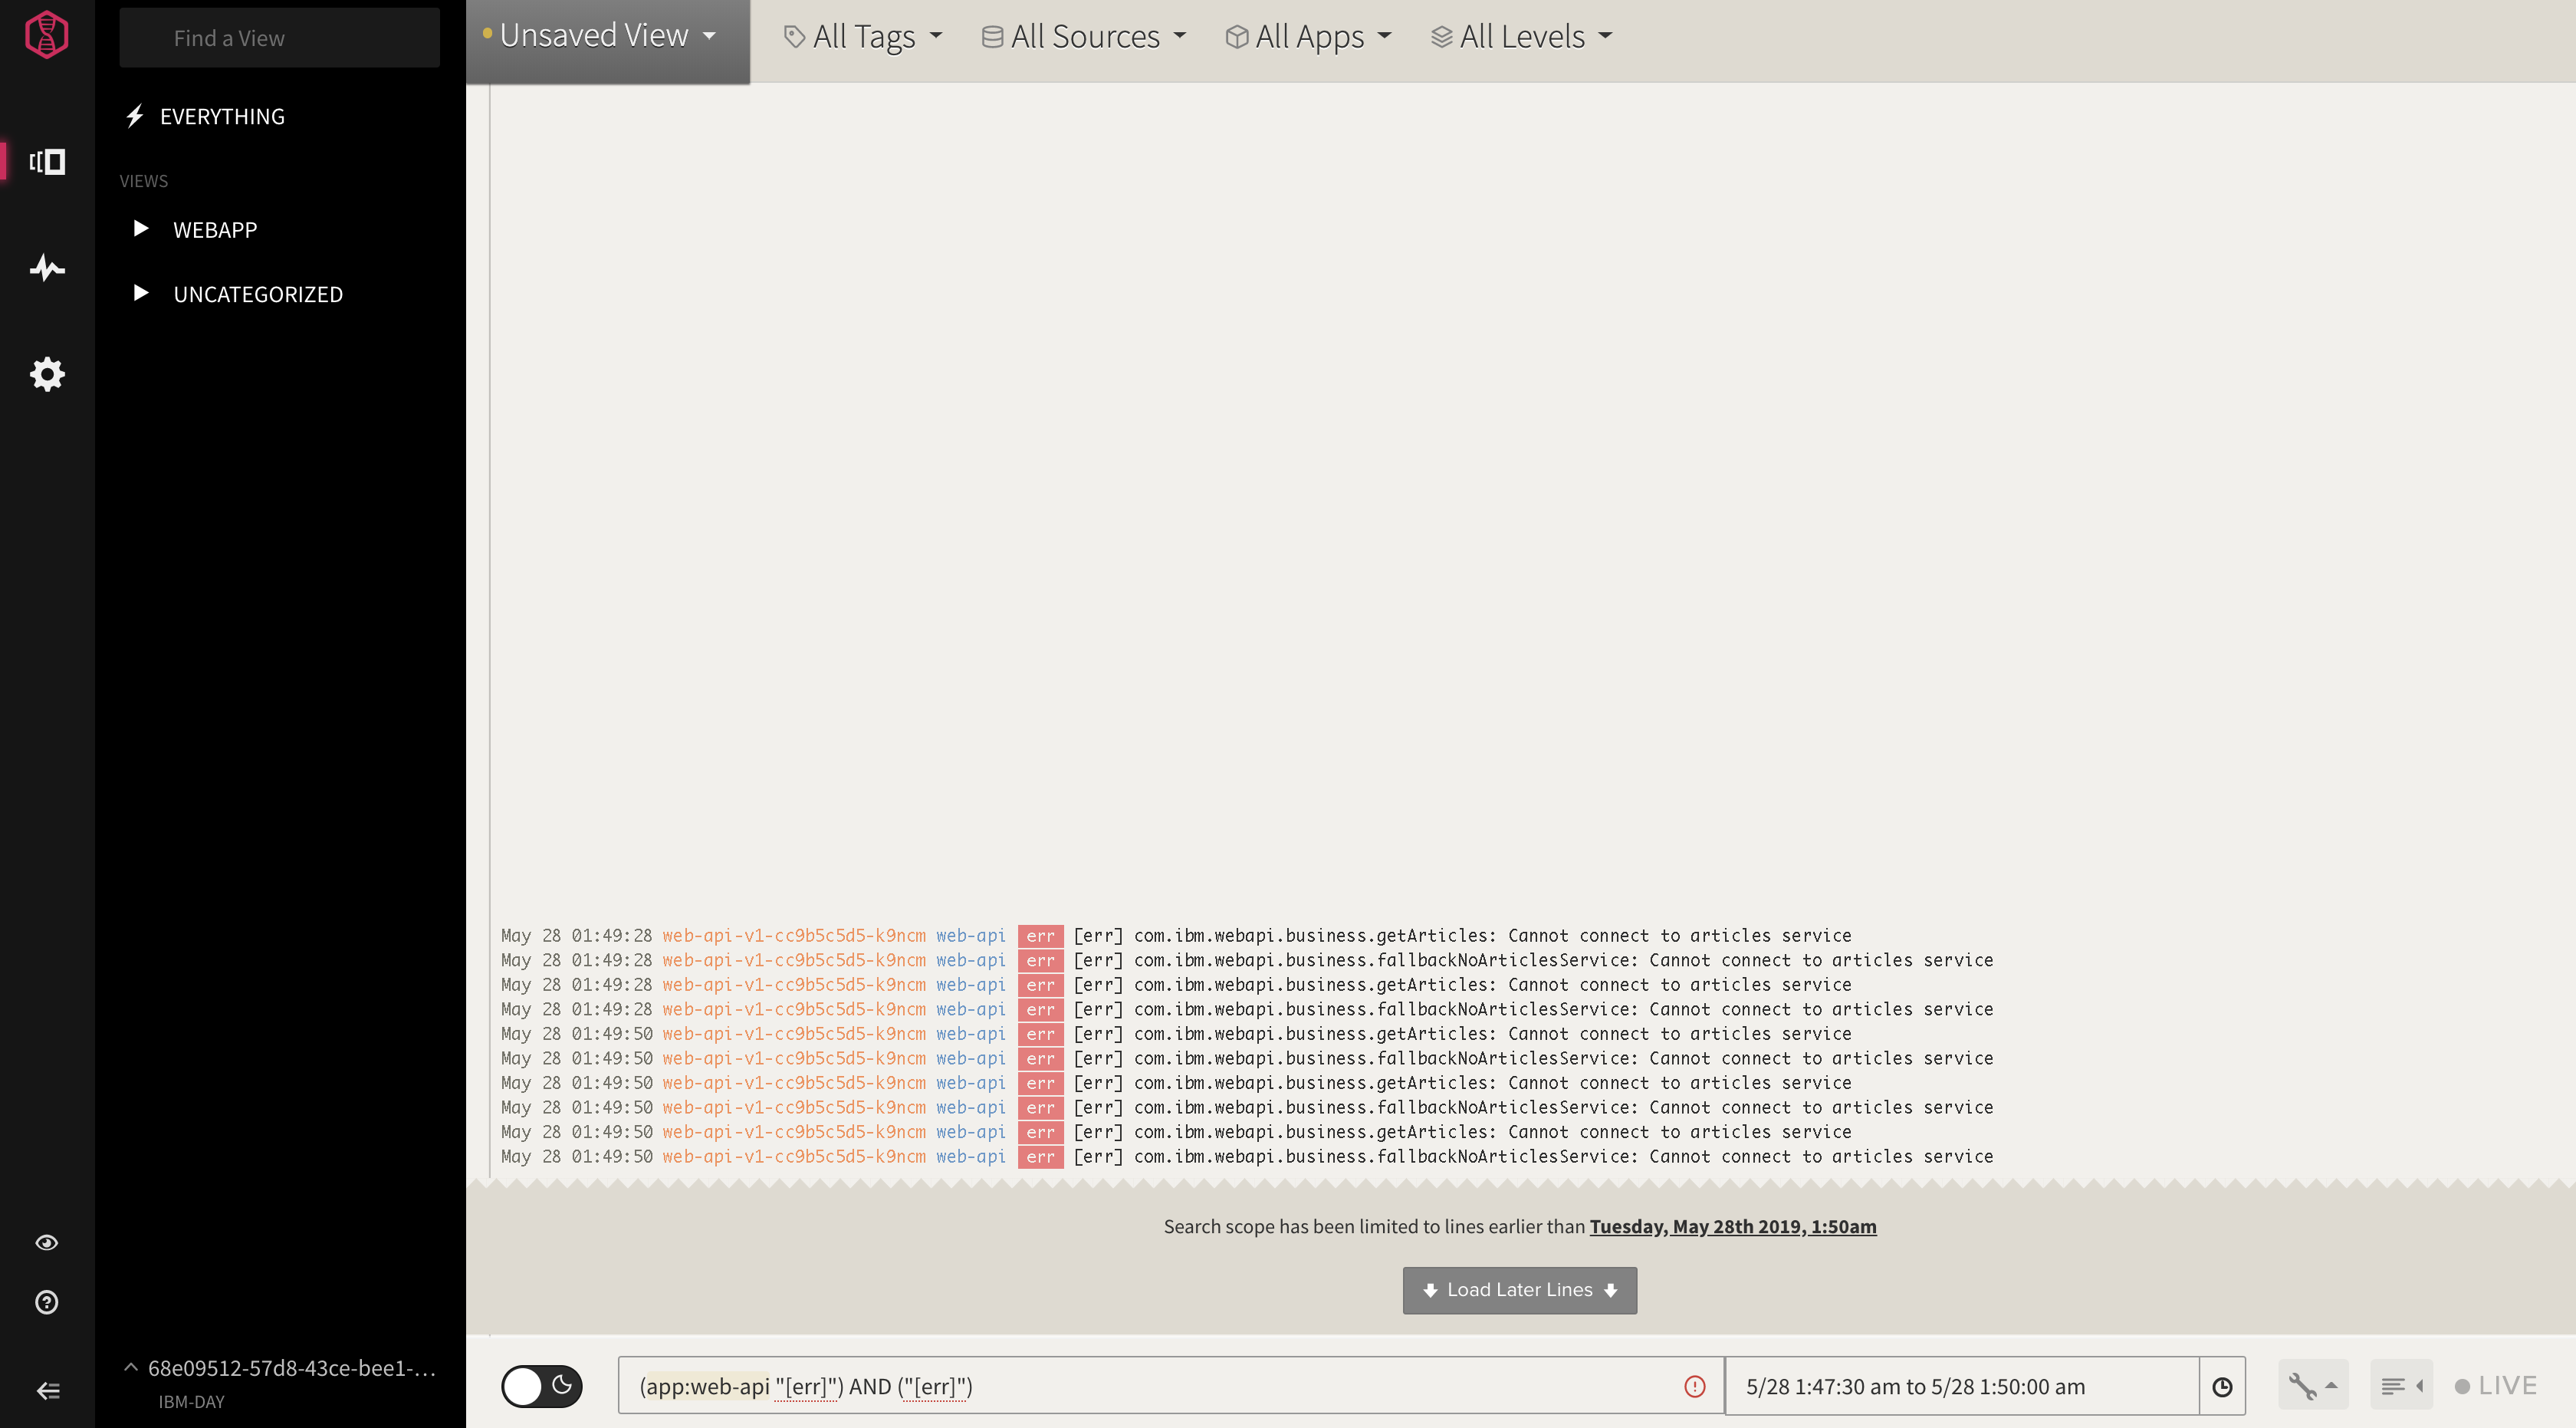 Find a View
EVERYTHING
VIEWS
WEBAPP
UNCATEGORIZED
68e09512-57d8-43ce-bee1-...
IBM-DAY
Unsaved View
All Tags
All Sources
All Apps
All Levels
May 28 01:49:28 web-api-v1-cc9b5c5d5-k9ncm web-api err [err] com.ibm.webapi.business.getArticles: Cannot connect to articles service
May 28 01:49:28 web-api-v1-cc9b5c5d5-k9ncm web-api err [err] com.ibm.webapi.business.fallbackNoArticlesService: Cannot connect to articles service
May 28 01:49:28 web-api-v1-cc9b5c5d5-k9ncm web-api err [err] com.ibm.webapi.business.getArticles: Cannot connect to articles service
May 28 01:49:28 web-api-v1-cc9b5c5d5-k9ncm web-api err [err] com.ibm.webapi.business.fallbackNoArticlesService: Cannot connect to articles service
May 28 01:49:50 web-api-v1-cc9b5c5d5-k9ncm web-api err [err] com.ibm.webapi.business.getArticles: Cannot connect to articles service
May 28 01:49:50 web-api-v1-cc9b5c5d5-k9ncm web-api err [err] com.ibm.webapi.business.fallbackNoArticlesService: Cannot connect to articles service
May 28 01:49:50 web-api-v1-cc9b5c5d5-k9ncm web-api err [err] com.ibm.webapi.business.getArticles: Cannot connect to articles service
May 28 01:49:50 web-api-v1-cc9b5c5d5-k9ncm web-api err [err] com.ibm.webapi.business.fallbackNoArticlesService: Cannot connect to articles service
May 28 01:49:50 web-api-v1-cc9b5c5d5-k9ncm web-api err [err] com.ibm.webapi.business.getArticles: Cannot connect to articles service
May 28 01:49:50 web-api-v1-cc9b5c5d5-k9ncm web-api err [err] com.ibm.webapi.business.fallbackNoArticlesService: Cannot connect to articles service
Search scope has been limited to lines earlier than Tuesday, May 28th 2019, 1:50am
Load Later Lines
(app:web-api "[err]") AND ("[err]")
5/28 1:47:30 am to 5/28 1:50:00 am
LIVE